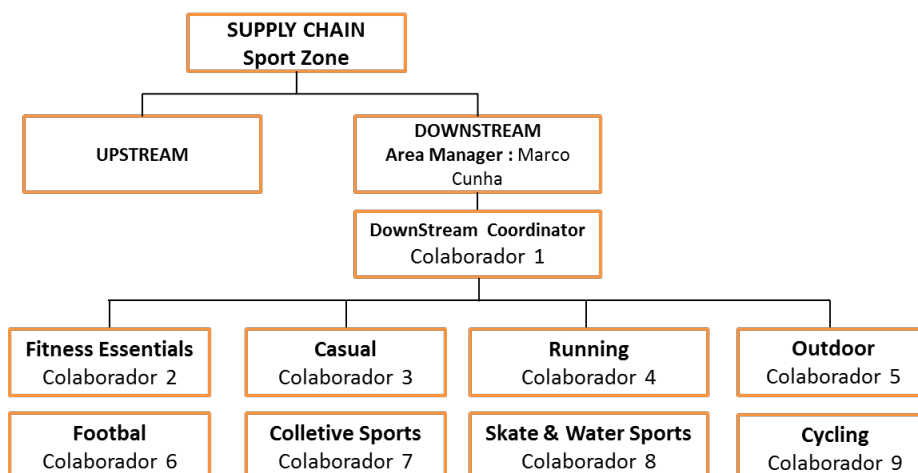 SUPPLY CHAIN
Sport Zone
UPSTREAM
DOWNSTREAM
Area Manager : Marco
Cunha
DownStream Coordinator
Colaborador 1
Fitness Essentials
Colaborador 2
Casual
Colaborador 3
Running
Colaborador 4
Outdoor
Colaborador 5
Footbal
Colaborador 6
Colletive Sports
Colaborador 7
Skate & Water Sports
Colaborador 8
Cycling
Colaborador 9